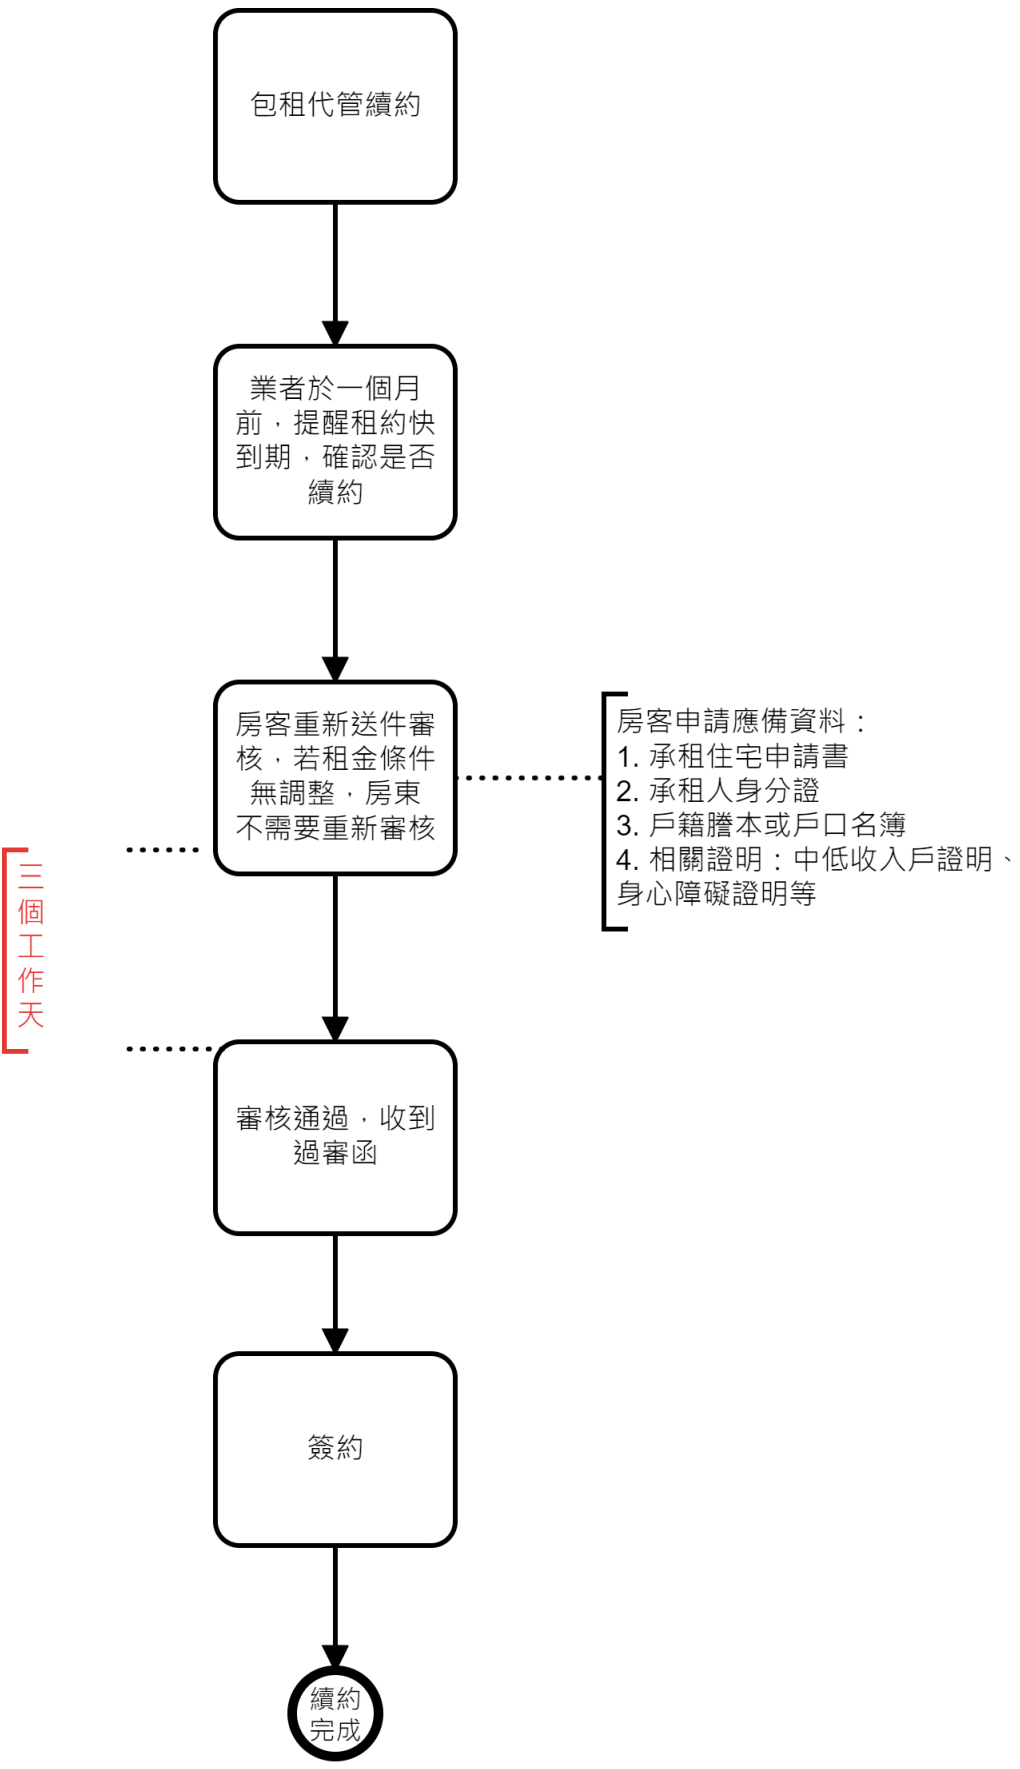 包租代管續約
業者於一個月
前，提醒租約快
到期，確認是否
續約
房客重新送件審
核，若租金條件
無調整，房東
不需要重新審核
房客申請應備資料：
1. 承租住宅申請書
2. 承租人身分證
3. 戶籍謄本或戶口名簿
4. 相關證明：中低收入戶證明、
身心障礙證明等
三
個
工
作
天
審核通過，收到
過審函
簽約
續約
完成